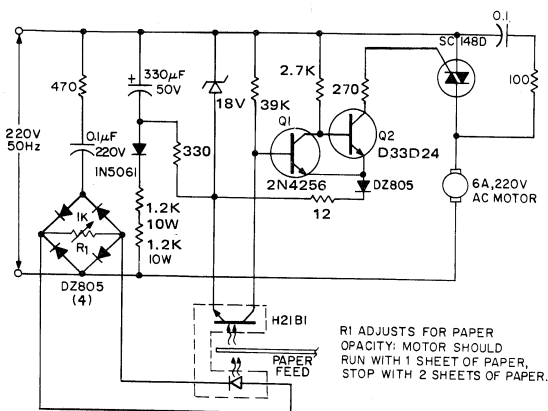 0.1
SC 148D
330µF
50V
2.7K
470
18V
39K
270
100
Q1
Q2
220V
50Hz
0.1µF
220V
1N5061
330
D33D24
2N4256
DZ805
6A,220V
AC MOTOR
1.2K
10W
12
1K
R1
1.2K
10W
DZ805
(4)
H21B1
PAPER
FEED
R1 ADJUSTS FOR PAPER
OPACITY: MOTOR SHOULD
RUN WITH 1 SHEET OF PAPER,
STOP WITH 2 SHEETS OF PAPER.